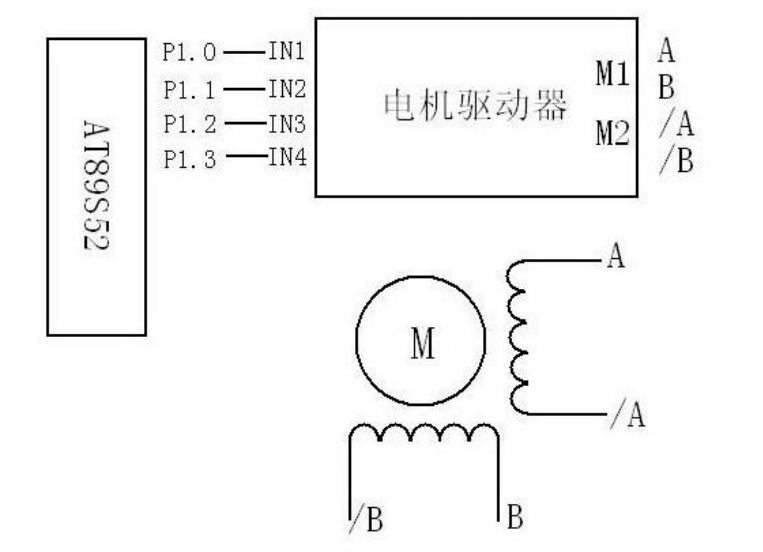 AT89S52
P1.0 IN1
P1.1 IN2
P1.2 IN3
P1.3 IN4
电机驱动器
M1
M2
A
B
/A
/B
M
A
/A
/B
B